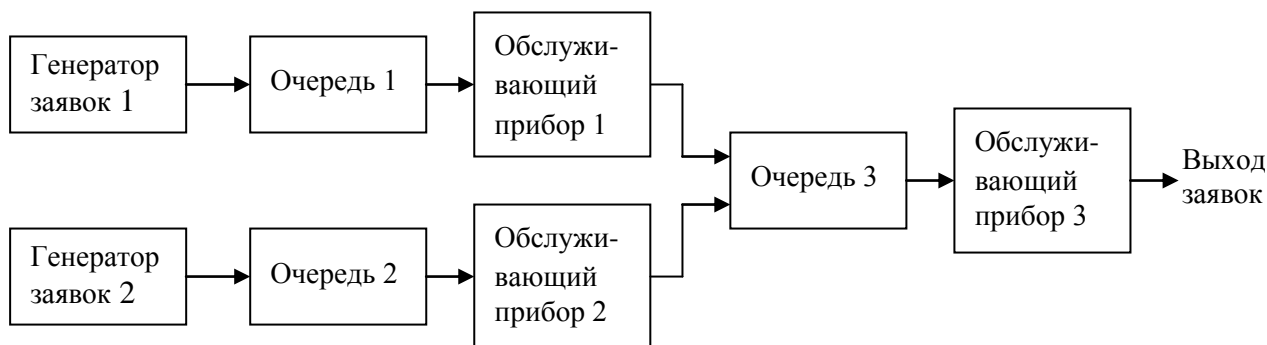 Генератор
заявок 1
Очередь 1
Обслужи-
вающий
прибор 1
Генератор
заявок 2
Очередь 2
Обслужи-
вающий
прибор 2
Очередь 3
Обслужи-
вающий
прибор 3
Выход
заявок